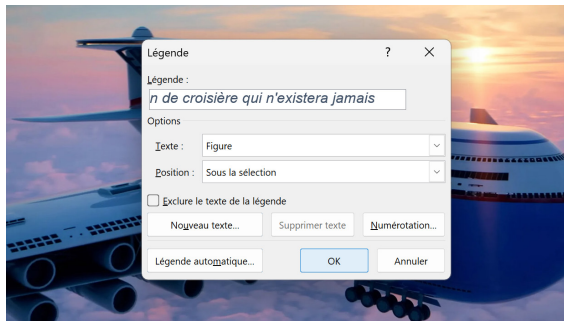 Légende
?
Légende :
n de croisière qui n'existera jamais
Options
Texte : Figure
Position : Sous la sélection
Exclure le texte de la légende
Nouveau texte... Supprimer texte Numérotation...
Légende automatique... OK Annuler